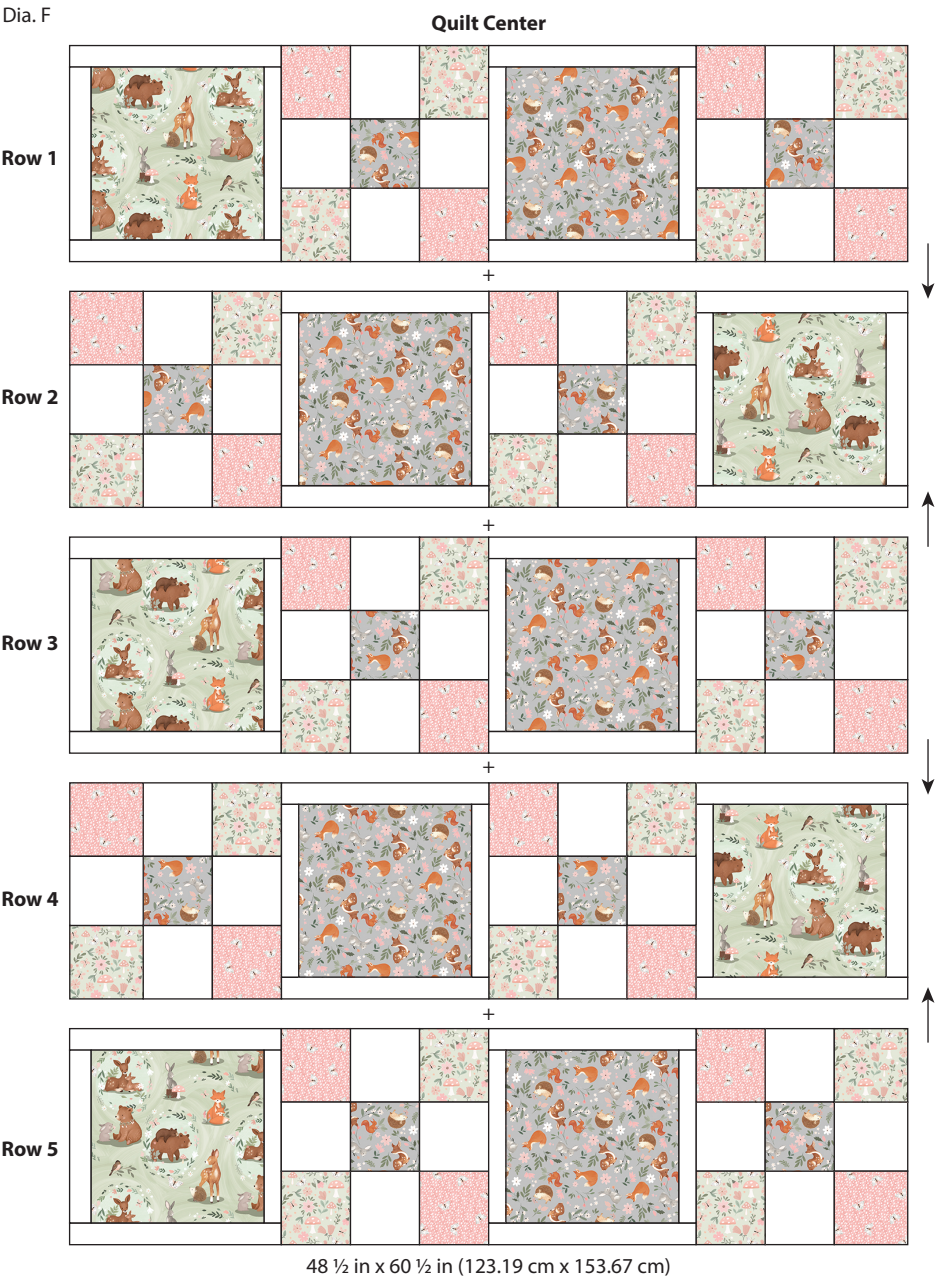 Dia. F
Quilt Center
Row 1
+
Row 2
+
Row 3
+
Row 4
+
Row 5
48 ½ in x 60 ½ in (123.19 cm x 153.67 cm)